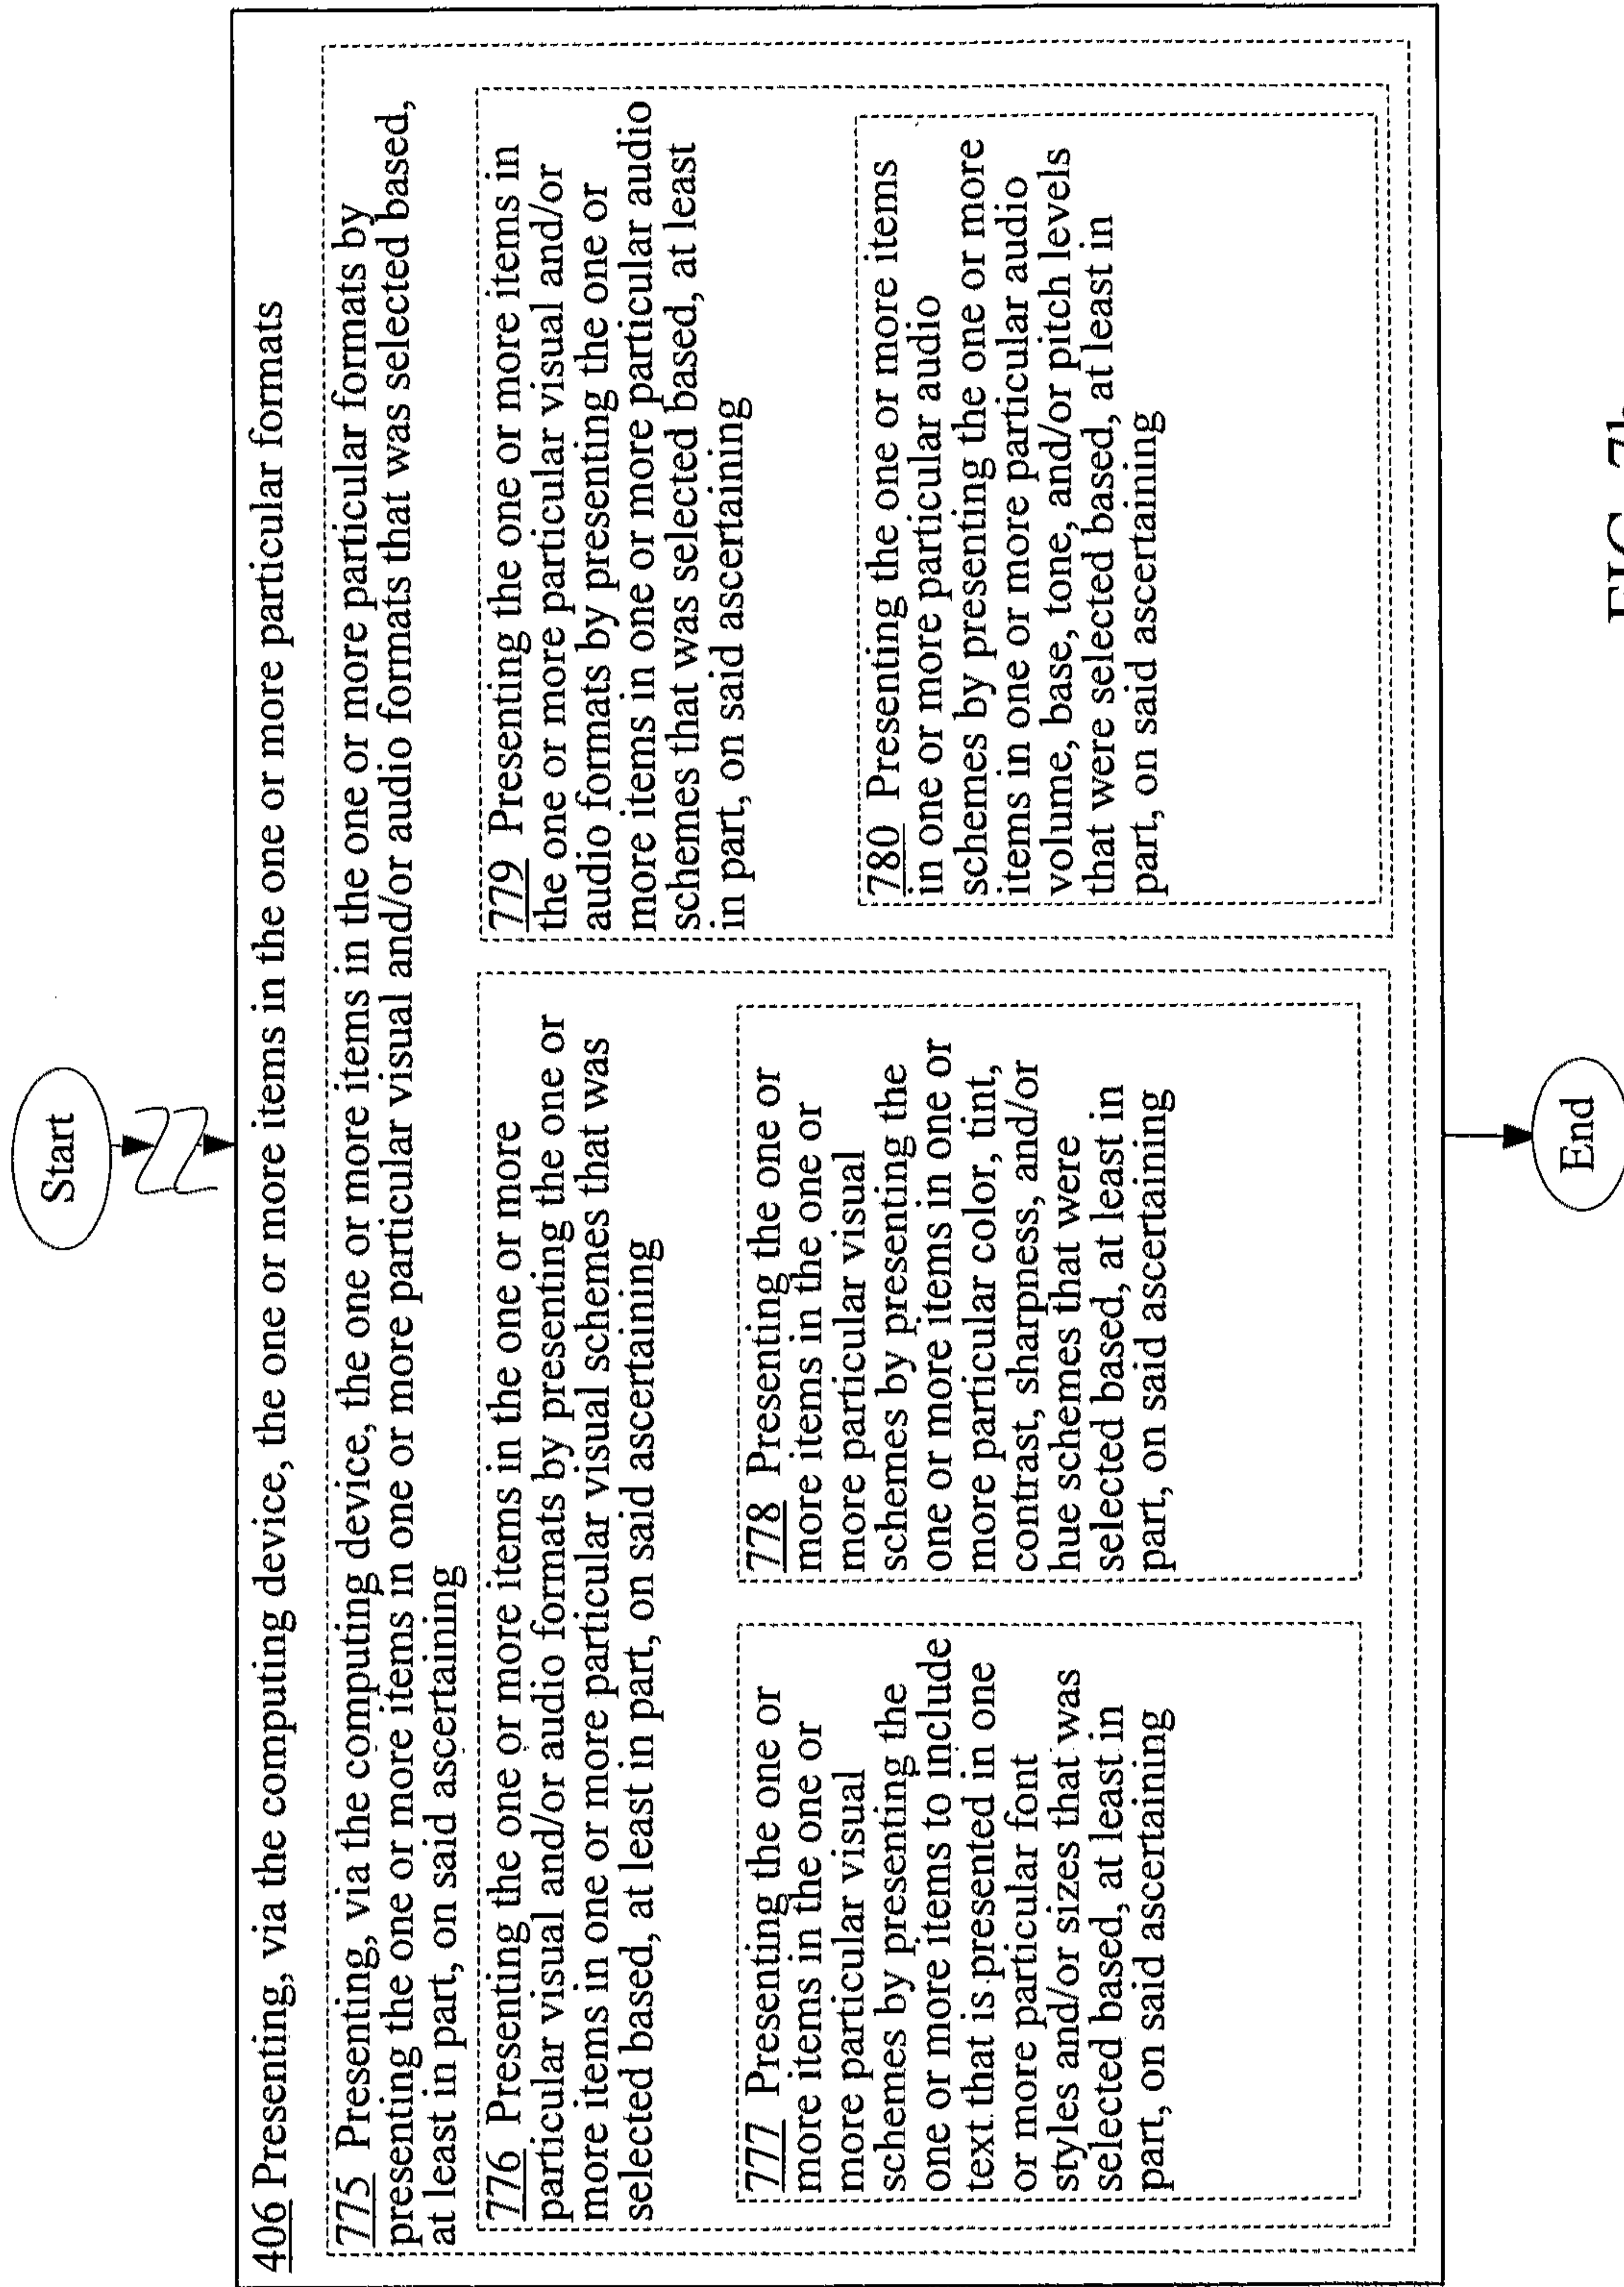 Start
406 Presenting, via the computing device, the one or more items in the one or more particular formats
775 Presenting, via the computing device, the one or more items in the one or more particular formats by
presenting the one or more items in one or more particular visual and/or audio formats that was selected based,
at least in part, on said ascertaining
776 Presenting the one or more items in the one or more
particular visual and/or audio formats by presenting the one or
more items in one or more particular visual schemes that was
selected based, at least in part, on said ascertaining
777 Presenting the one or
more items in the one or
more particular visual
schemes by presenting the
one or more items to include
text that is presented in one
or more particular font
styles and/or sizes that was
selected based, at least in
part, on said ascertaining
778 Presenting the one or
more items in the one or
more particular visual
schemes by presenting the
one or more items in one or
more particular color, tint,
contrast, sharpness, and/or
hue schemes that were
selected based, at least in
part, on said ascertaining
779 Presenting the one or more items in
the one or more particular visual and/or
audio formats by presenting the one or
more items in one or more particular audio
schemes that was selected based, at least
in part, on said ascertaining
780 Presenting the one or more items
in one or more particular audio
schemes by presenting the one or more
items in one or more particular audio
volume, base, tone, and/or pitch levels
that were selected based, at least in
part, on said ascertaining
End